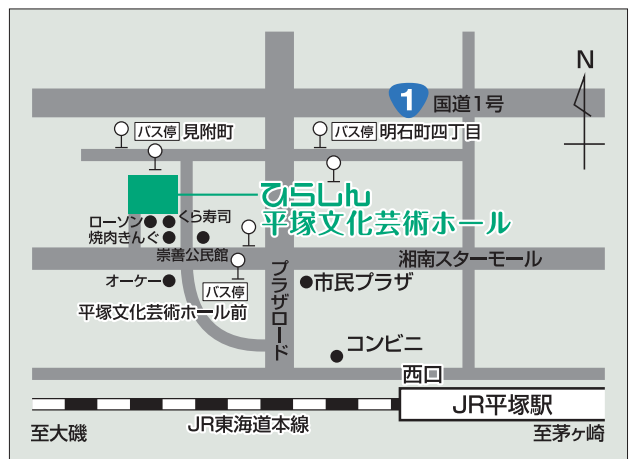 N
1
国道1号
バス停 見附町
バス停 明石町四丁目
ひらしん
平塚文化芸術ホール
ローソン
くら寿司
焼肉きんぐ
崇善公民館
湘南スターモール
オーケー
バス停
平塚文化芸術ホール前
プラザロード
市民プラザ
コンビニ
西口
JR平塚駅
JR東海道本線
至大磯
至茅ヶ崎